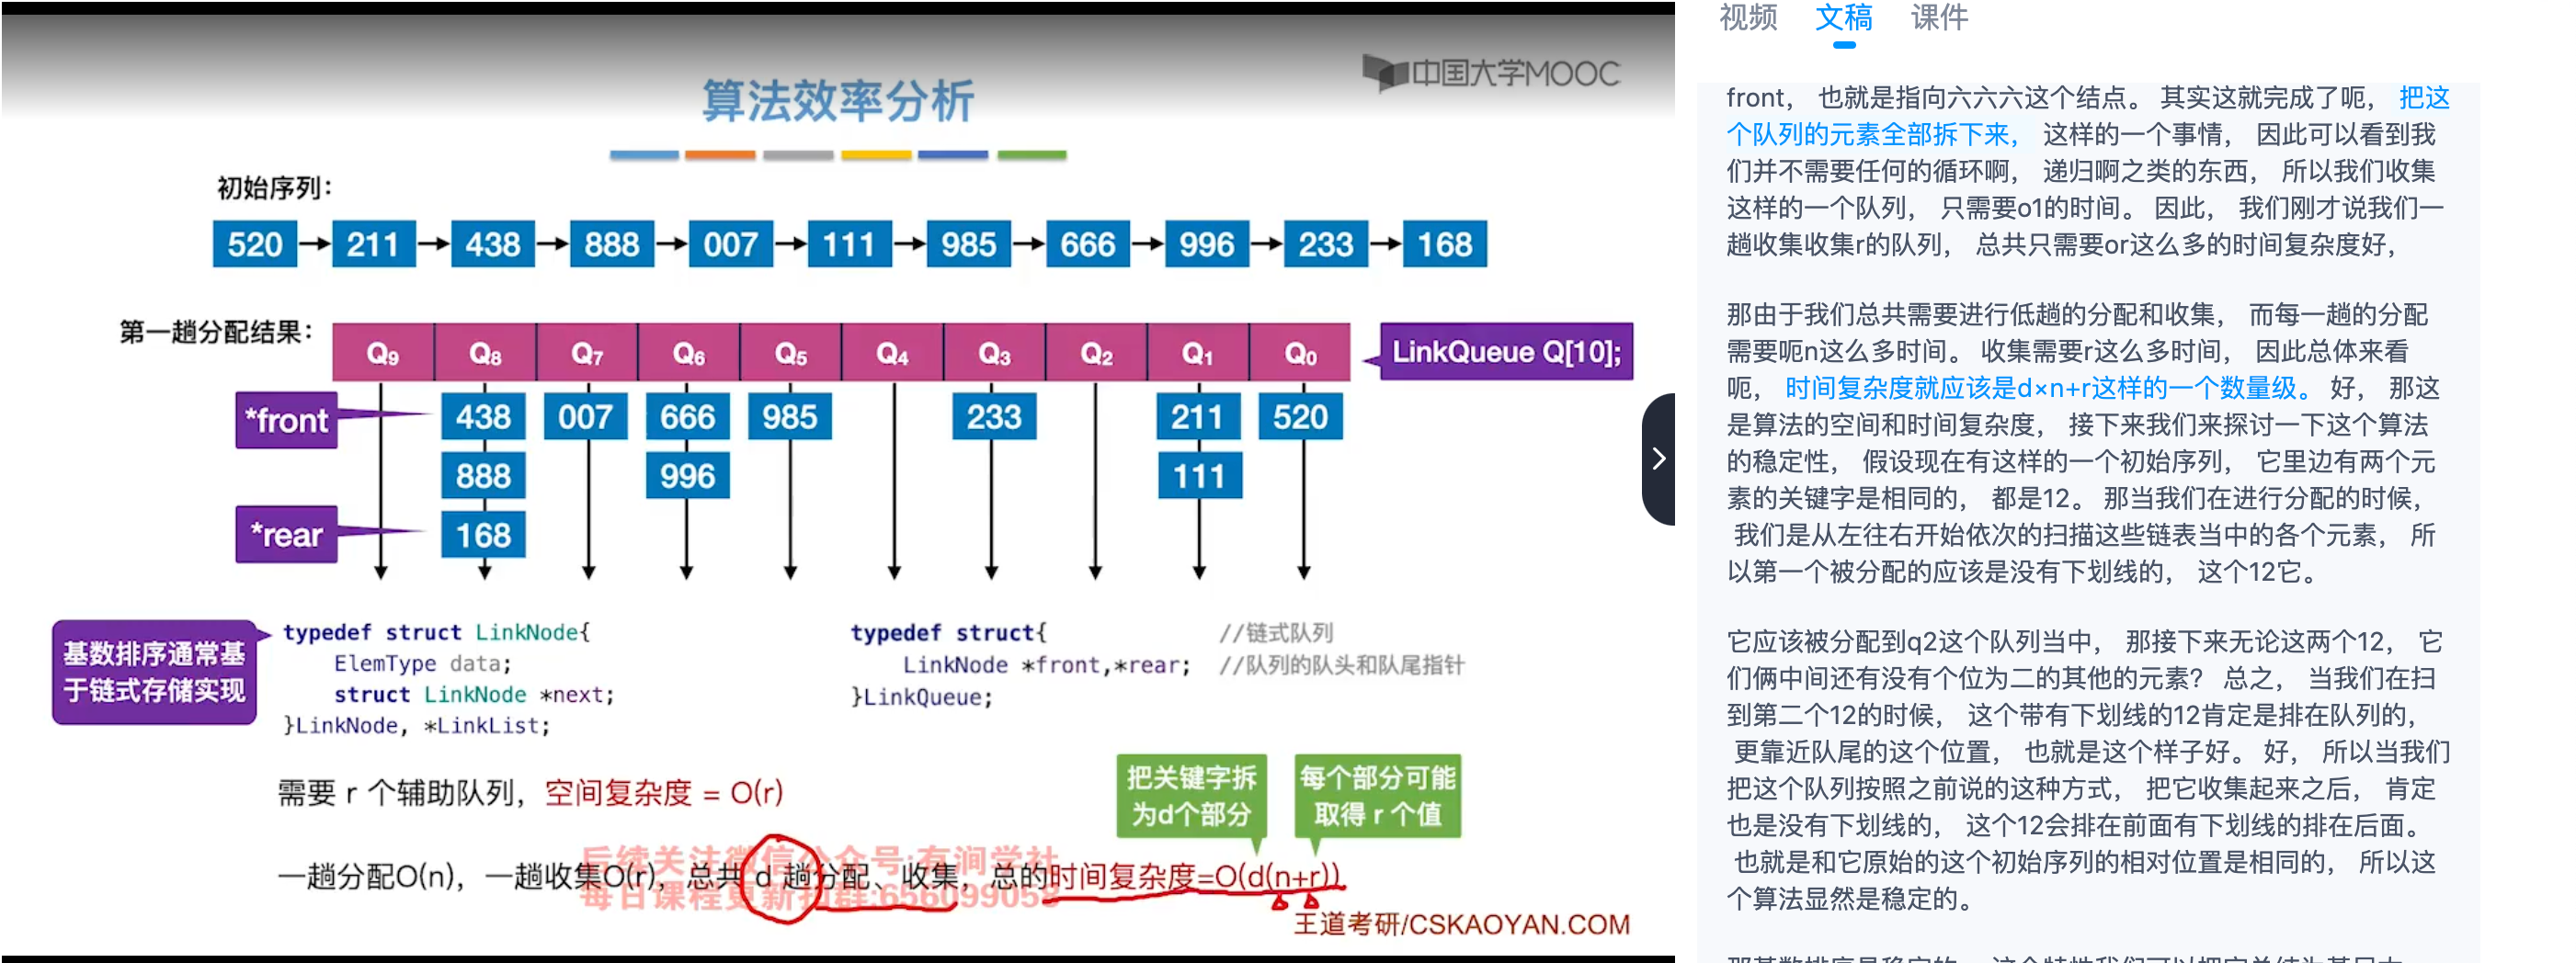 中国大学MOOC
算法效率分析
初始序列：
520 211 438 888 007 111 985 666 996 233 168
第一趟分配结果：
Q9 Q8 Q7 Q6 Q5 Q4 Q3 Q2 Q1 Q0
LinkQueue Q[10];
*front
438 007 666 985 233 211 520
888 996 111
*rear
168
基数排序通常基
于链式存储实现
typedef struct LinkNode{
ElemType data;
struct LinkNode *next;
}LinkNode, *LinkList;
typedef struct{ //链式队列
LinkNode *front,*rear; //队列的队头和队尾指针
}LinkQueue;
需要 r 个辅助队列，空间复杂度 = O(r)
把关键字拆
为d个部分
每个部分可能
取得 r 个值
一趟分配O(n)，一趟收集O(r)，总共 d 趟分配、收集，总的时间复杂度=O(d(n+r))
后续关注微信公众号:有涧学社
每日课程更新扣群:656099053
王道考研/CSKAOYAN.COM
视频 文稿 课件
front， 也就是指向六六六这个结点。 其实这就完成了呃， 把这
个队列的元素全部拆下来， 这样的一个事情， 因此可以看到我
们并不需要任何的循环啊， 递归啊之类的东西， 所以我们收集
这样的一个队列， 只需要o1的时间。 因此， 我们刚才说我们一
趟收集收集r的队列， 总共只需要or这么多的时间复杂度好，
那由于我们总共需要进行低趟的分配和收集， 而每一趟的分配
需要呃n这么多时间。 收集需要r这么多时间， 因此总体来看
呃， 时间复杂度就应该是d×n+r这样的一个数量级。 好， 那这
是算法的空间和时间复杂度， 接下来我们来探讨一下这个算法
的稳定性， 假设现在有这样的一个初始序列， 它里边有两个元
素的关键字是相同的， 都是12。 那当我们在进行分配的时候，
我们是从左往右开始依次的扫描这些链表当中的各个元素， 所
以第一个被分配的应该是没有下划线的， 这个12它。
它应该被分配到q2这个队列当中， 那接下来无论这两个12， 它
们俩中间还有没有个位为二的其他的元素? 总之， 当我们在扫
到第二个12的时候， 这个带有下划线的12肯定是排在队列的，
更靠近队尾的这个位置， 也就是这个样子好。 好， 所以当我们
把这个队列按照之前说的这种方式， 把它收集起来之后， 肯定
也是没有下划线的， 这个12会排在前面有下划线的排在后面。
也就是和它原始的这个初始序列的相对位置是相同的， 所以这
个算法显然是稳定的。